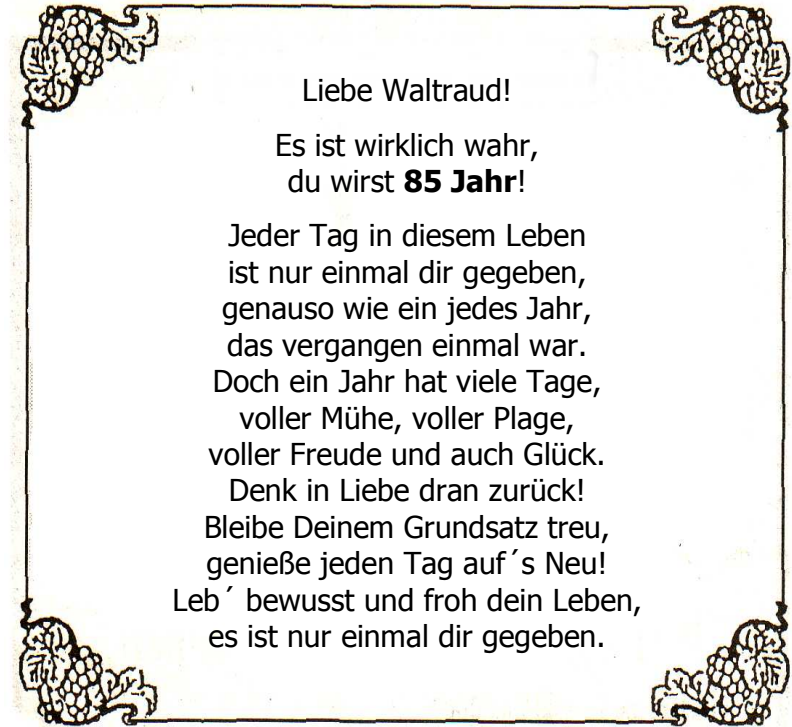 Liebe Waltraud!
Es ist wirklich wahr,
du wirst 85 Jahr!
Jeder Tag in diesem Leben
ist nur einmal dir gegeben,
genauso wie ein jedes Jahr,
das vergangen einmal war.
Doch ein Jahr hat viele Tage,
voller Mühe, voller Plage,
voller Freude und auch Glück.
Denk in Liebe dran zurück!
Bleibe Deinem Grundsatz treu,
genieße jeden Tag auf´s Neu!
Leb´ bewusst und froh dein Leben,
es ist nur einmal dir gegeben.